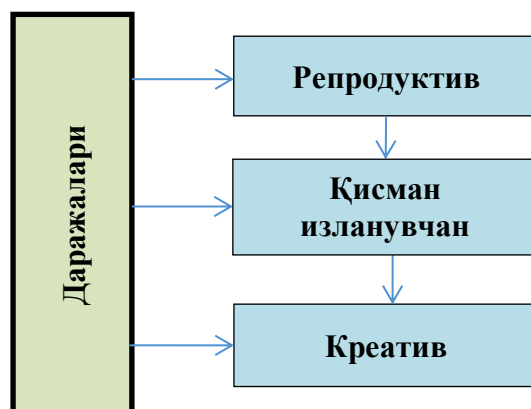 Даражалари
Репродуктив
Қисман
изланувчан
Креатив